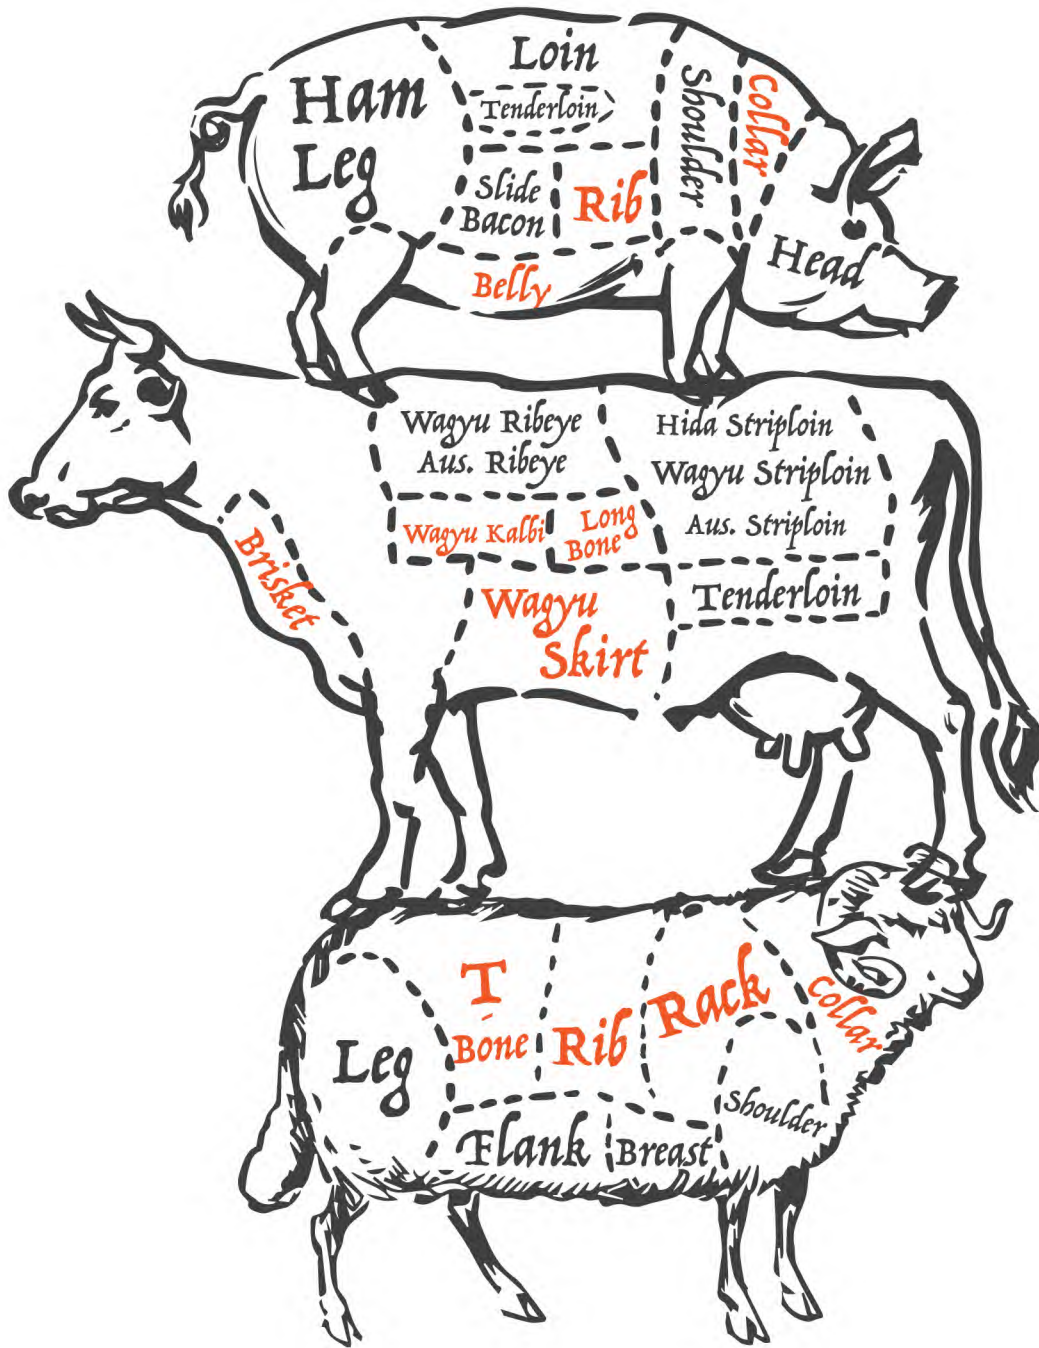 Loin
Ham
Leg
Tenderloin
Slide
Bacon
Rib
Shoulder
Collar
Head
Belly
Wagyu Ribeye
Aus. Ribeye
Hida Striploin
Wagyu Striploin
Aus. Striploin
Wagyu Kalbi
Long
Bone
Brisket
Wagyu
Skirt
Tenderloin
T
Bone
Rib
Rack
Collar
Leg
Shoulder
Flank
Breast